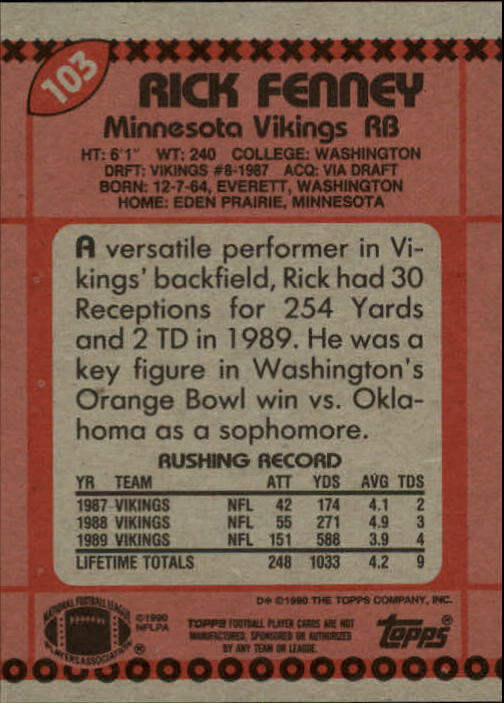 103
RICK FENNEY
Minnesota Vikings RB
HT: 6'1" WT: 240 COLLEGE: WASHINGTON
DRFT: VIKINGS #8-1987 ACQ: VIA DRAFT
BORN: 12-7-64, EVERETT, WASHINGTON
HOME: EDEN PRAIRIE, MINNESOTA
A versatile performer in Vi-
kings' backfield, Rick had 30
Receptions for 254 Yards
and 2 TD in 1989. He was a
key figure in Washington's
Orange Bowl win vs. Okla-
homa as a sophomore.
RUSHING RECORD
YR TEAM ATT YDS AVG TDS
1987 VIKINGS NFL 42 174 4.1 2
1988 VIKINGS NFL 55 271 4.9 3
1989 VIKINGS NFL 151 588 3.9 4
LIFETIME TOTALS 248 1033 4.2 9
D* ©1990 THE TOPPS COMPANY, INC.
NATIONAL FOOTBALL LEAGUE
PLAYERS ASSOCIATION ®
©1990
NFLPA
TOPPS FOOTBALL PLAYER CARDS ARE NOT
MANUFACTURED, SPONSORED OR AUTHORIZED
BY ANY TEAM OR LEAGUE.
topps®